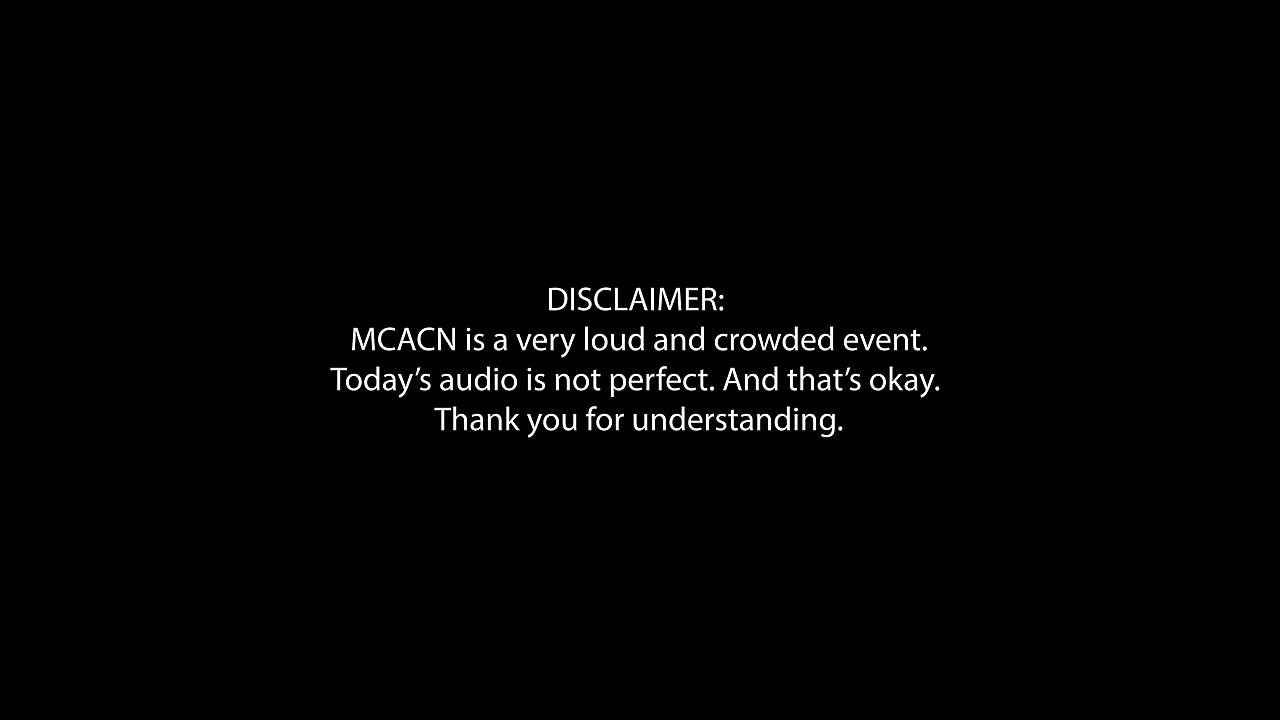 DISCLAIMER:
MCACN is a very loud and crowded event.
Today’s audio is not perfect. And that’s okay.
Thank you for understanding.